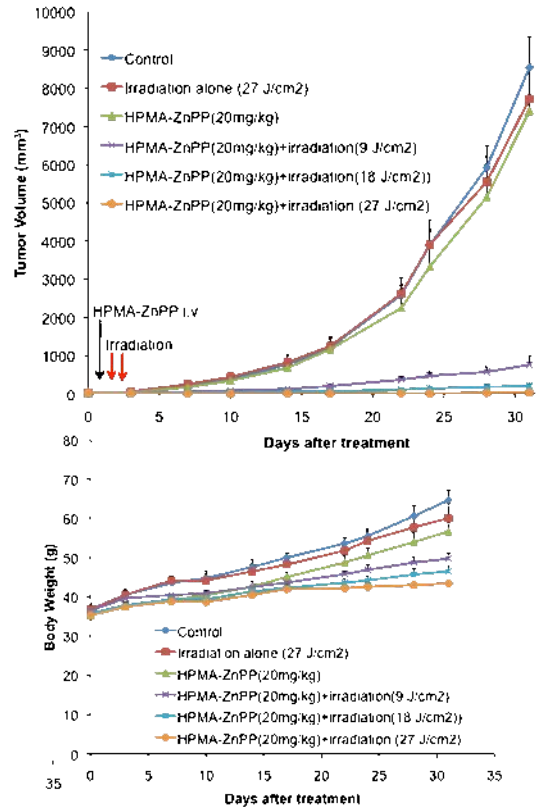 10000
9000
8000
7000
6000
5000
4000
3000
2000
1000
0
Tumor Volume (mm³)
Control
Irradiation alone (27 J/cm2)
HPMA-ZnPP(20mg/kg)
HPMA-ZnPP(20mg/kg)+irradiation(9 J/cm2)
HPMA-ZnPP(20mg/kg)+irradiation(18 J/cm2))
HPMA-ZnPP(20mg/kg)+irradiation (27 J/cm2)
HPMA-ZnPP i.v
Irradiation
0 5 10 15 20 25 30
Days after treatment
80
70
60
50
40
30
20
10
0
Body Weight (g)
Control
Irradiation alone (27 J/cm2)
HPMA-ZnPP(20mg/kg)
HPMA-ZnPP(20mg/kg)+irradiation(9 J/cm2)
HPMA-ZnPP(20mg/kg)+irradiation(18 J/cm2))
HPMA-ZnPP(20mg/kg)+irradiation (27 J/cm2)
0 5 10 15 20 25 30 35
35
Days after treatment